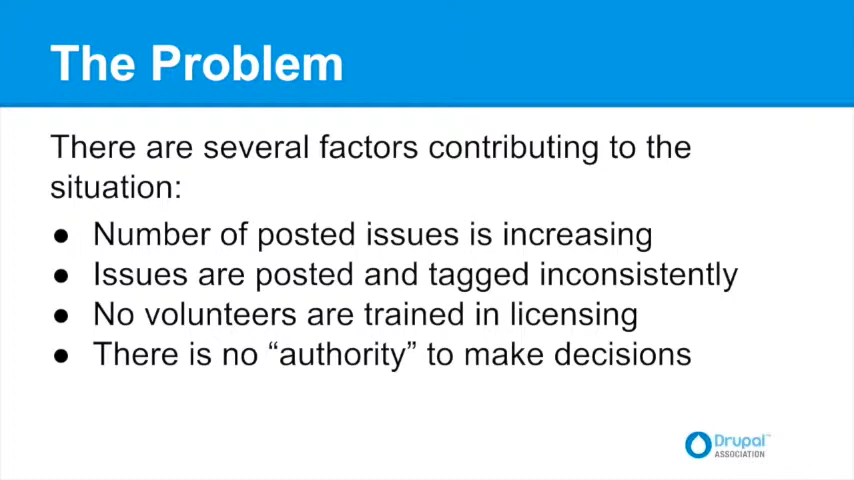 The Problem
There are several factors contributing to the
situation:
● Number of posted issues is increasing
● Issues are posted and tagged inconsistently
● No volunteers are trained in licensing
● There is no “authority” to make decisions
Drupal™
ASSOCIATION